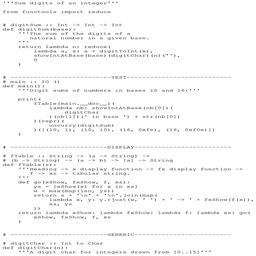 '''Sum digits of an integer'''
from functools import reduce
# digitSum :: Int -> Int -> Int
def digitSum(base):
'''The sum of the digits of a
natural number in a given base.
'''
return lambda n: reduce(
lambda a, x: a + digitToInt(x),
showIntAtBase(base)(digitChar)(n)(''),
0
)
# --------------------------TEST--------------------------
# main :: IO ()
def main():
'''Digit sums of numbers in bases 10 and 16:'''
print(
fTable(main.__doc__)(
lambda nb: showIntAtBase(nb[0])(
digitChar
)(nb[1])(' in base ') + str(nb[0])
)(repr)(
uncurry(digitSum)
)([(10, 1), (10, 10), (16, 0xfe), (16, 0xf0e)])
)
# -------------------------DISPLAY-------------------------
# fTable :: String -> (a -> String) ->
# (b -> String) -> (a -> b) -> [a] -> String
def fTable(s):
'''Heading -> x display function -> fx display function ->
f -> xs -> tabular string.
'''
def go(xShow, fxShow, f, xs):
ys = [xShow(x) for x in xs]
w = max(map(len, ys))
return s + '\n' + '\n'.join(map(
lambda x, y: y.rjust(w, ' ') + ' -> ' + fxShow(f(x)),
xs, ys
))
return lambda xShow: lambda fxShow: lambda f: lambda xs: go(
xShow, fxShow, f, xs
)
# -------------------------GENERIC-------------------------
# digitChar :: Int to Char
def digitChar(n):
'''A digit char for integers drawn from [0..15]'''